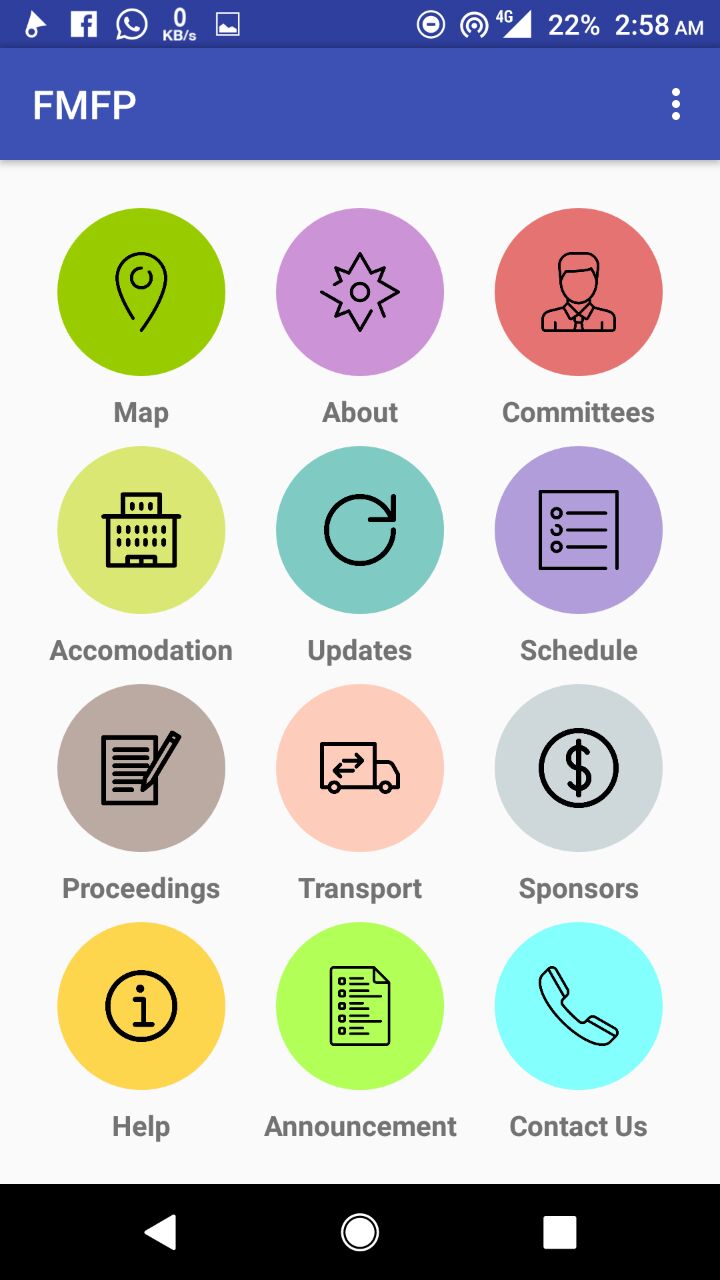 0
KB/s
4G
22%
2:58 AM
FMFP
Map
About
Committees
Accomodation
Updates
Schedule
Proceedings
Transport
Sponsors
Help
Announcement
Contact Us